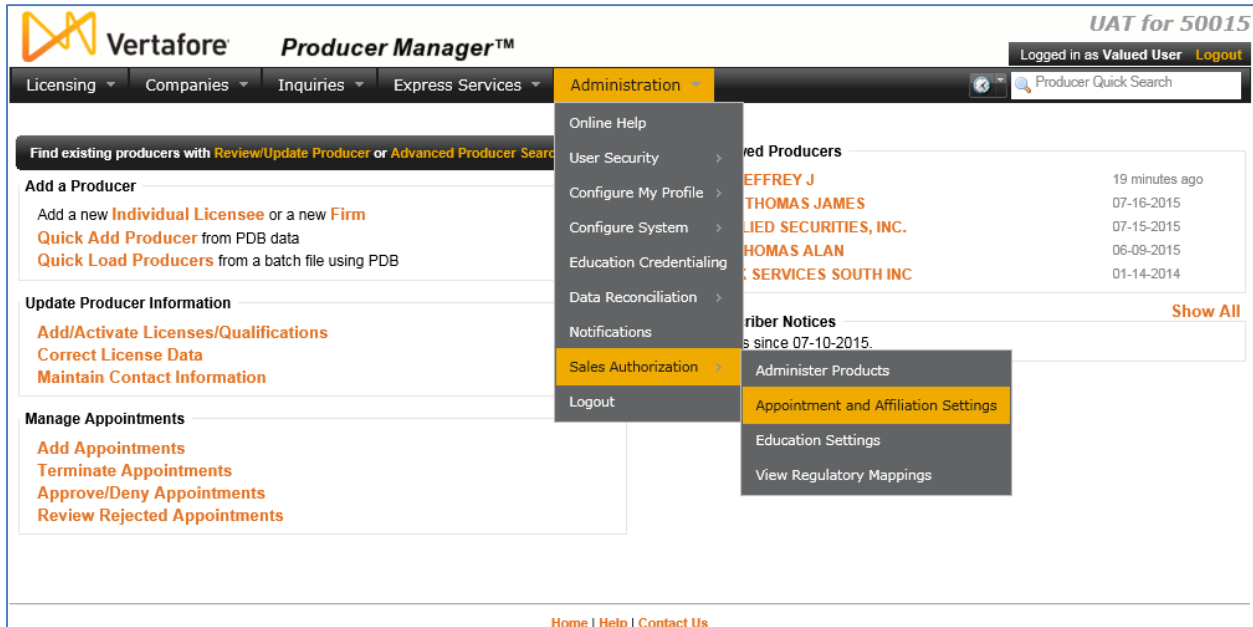 UAT for 50015
Vertafore Producer Manager™
Logged in as Valued User Logout
Licensing Companies Inquiries Express Services Administration Producer Quick Search
Online Help
User Security
Configure My Profile
Configure System
Education Credentialing
Data Reconciliation
Notifications
Sales Authorization
Logout
Administer Products
Appointment and Affiliation Settings
Education Settings
View Regulatory Mappings
Find existing producers with Review/Update Producer or Advanced Producer
Add a Producer
Add a new Individual Licensee or a new Firm
Quick Add Producer from PDB data
Quick Load Producers from a batch file using PDB
Update Producer Information
Add/Activate Licenses/Qualifications
Correct License Data
Maintain Contact Information
Manage Appointments
Add Appointments
Terminate Appointments
Approve/Deny Appointments
Review Rejected Appointments
Producers
EFFREY J 19 minutes ago
THOMAS JAMES 07-16-2015
LIED SECURITIES, INC. 07-15-2015
HOMAS ALAN 06-09-2015
SERVICES SOUTH INC 01-14-2014
Show All
riber Notices
s since 07-10-2015.
Home | Help | Contact Us